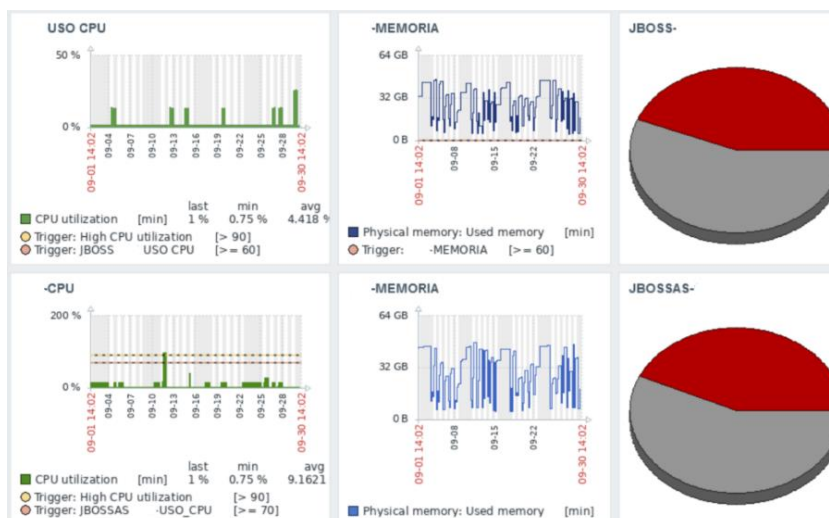 USO CPU
50 %
0 %
09-01 14:02
09-04
09-07
09-10
09-13
09-16
09-19
09-22
09-25
09-28
09-30 14:02
last min avg
CPU utilization [min] 1 % 0.75 % 4.418 %
Trigger: High CPU utilization [> 90]
Trigger: JBOSS USO CPU [>= 60]
-MEMORIA
64 GB
32 GB
0 B
09-01 14:02
09-08
09-15
09-22
09-30 14:02
Physical memory: Used memory [min]
Trigger: -MEMORIA [>= 60]
JBOSS-
-CPU
200 %
0 %
09-01 14:02
09-04
09-07
09-10
09-13
09-16
09-19
09-22
09-25
09-28
09-30 14:02
last min avg
CPU utilization [min] 1 % 0.75 % 9.1621
Trigger: High CPU utilization [> 90]
Trigger: JBOSSAS -USO_CPU [>= 70]
-MEMORIA
64 GB
32 GB
0 B
09-01 14:02
09-08
09-15
09-22
09-30 14:02
Physical memory: Used memory [min]
JBOSSAS-